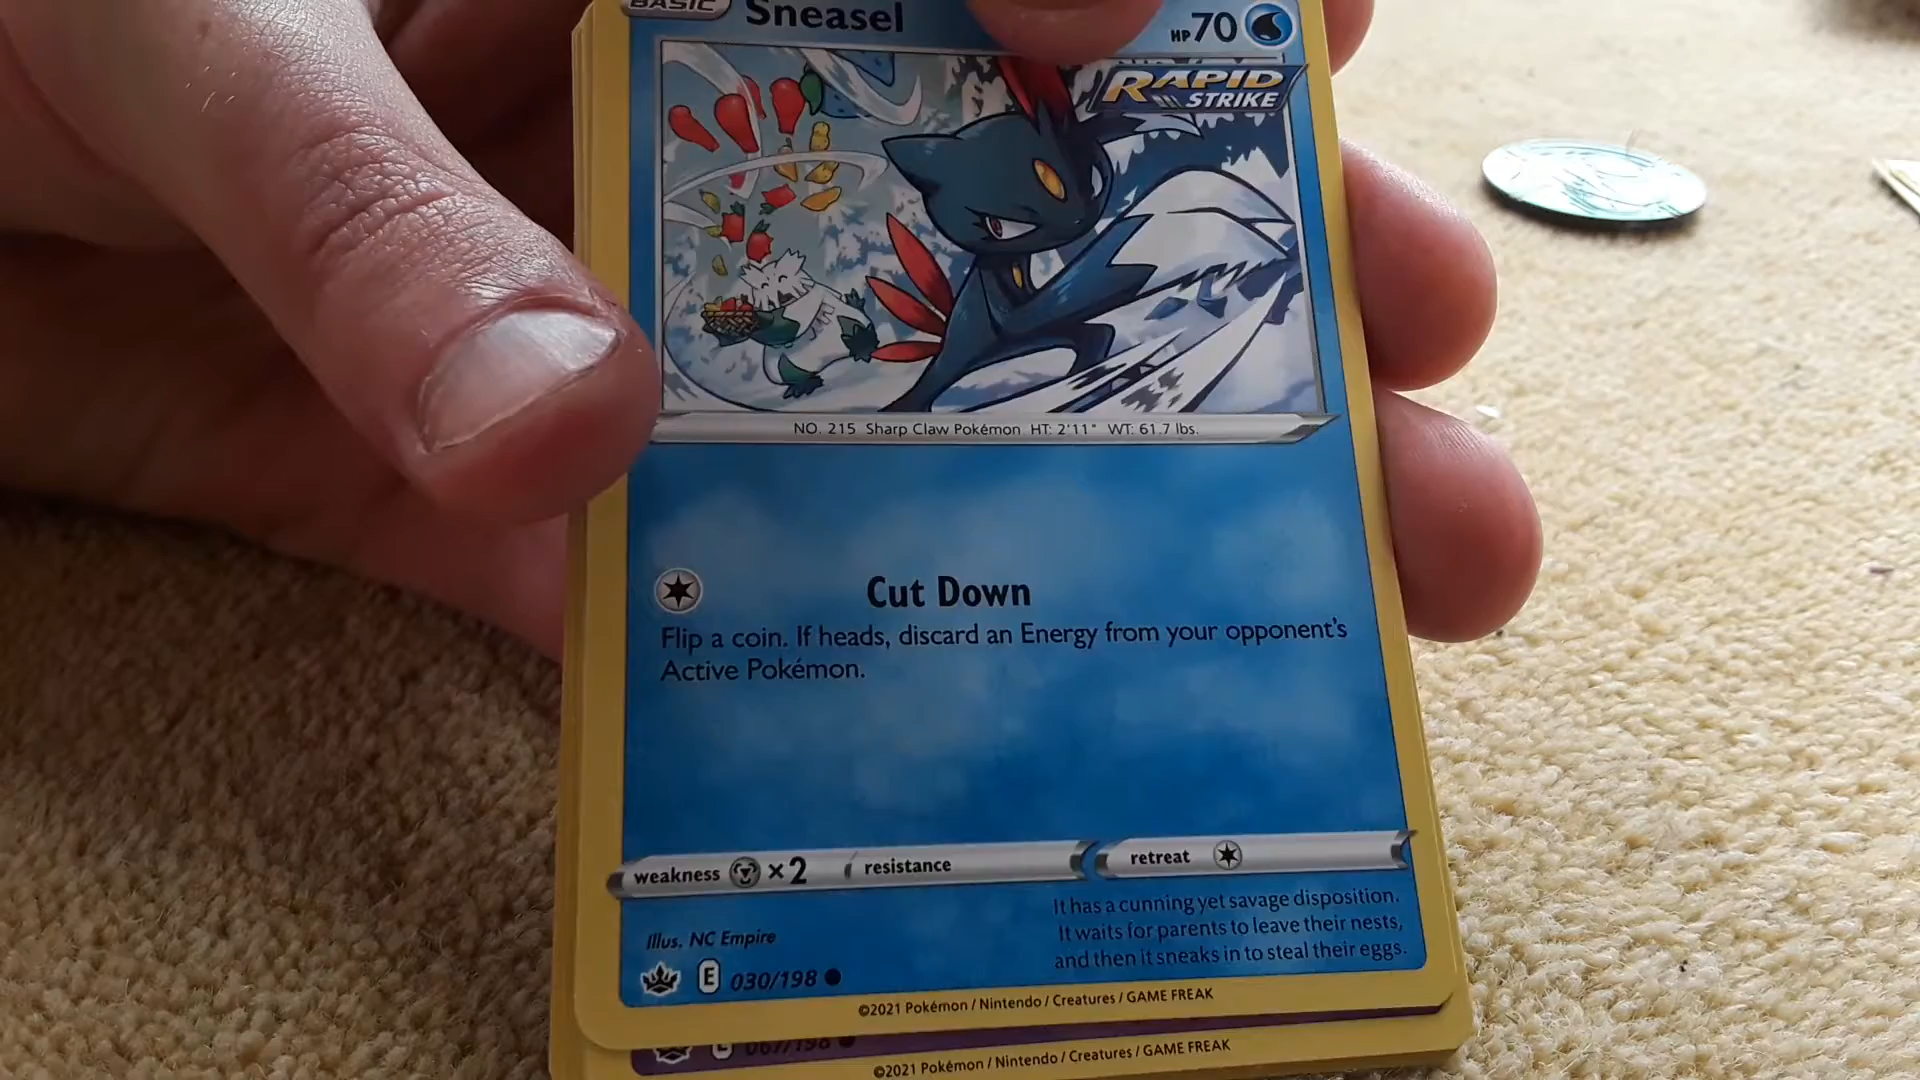 BASIC
Sneasel
HP70
RAPID
STRIKE
NO. 215 Sharp Claw Pokémon HT: 2'11" WT: 61.7 lbs.
Cut Down
Flip a coin. If heads, discard an Energy from your opponent's
Active Pokémon.
weakness ×2 resistance retreat
It has a cunning yet savage disposition.
It waits for parents to leave their nests,
and then it sneaks in to steal their eggs.
Illus. NC Empire
E 030/198
©2021 Pokémon / Nintendo / Creatures / GAME FREAK
E 067/198
©2021 Pokémon / Nintendo / Creatures / GAME FREAK